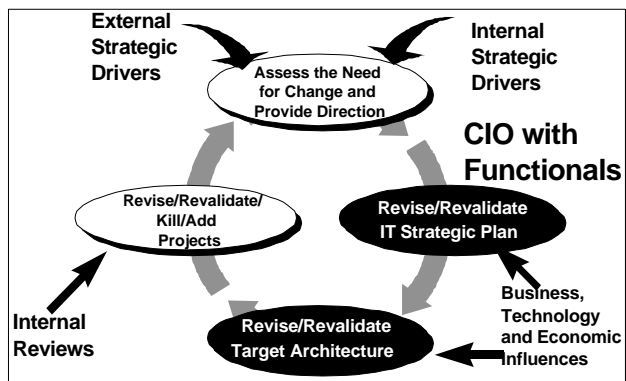 External
Strategic
Drivers
Internal
Strategic
Drivers
Assess the Need
for Change and
Provide Direction
CIO with
Functionals
Revise/Revalidate/
Kill/Add
Projects
Revise/Revalidate
IT Strategic Plan
Internal
Reviews
Revise/Revalidate
Target Architecture
Business,
Technology
and Economic
Influences